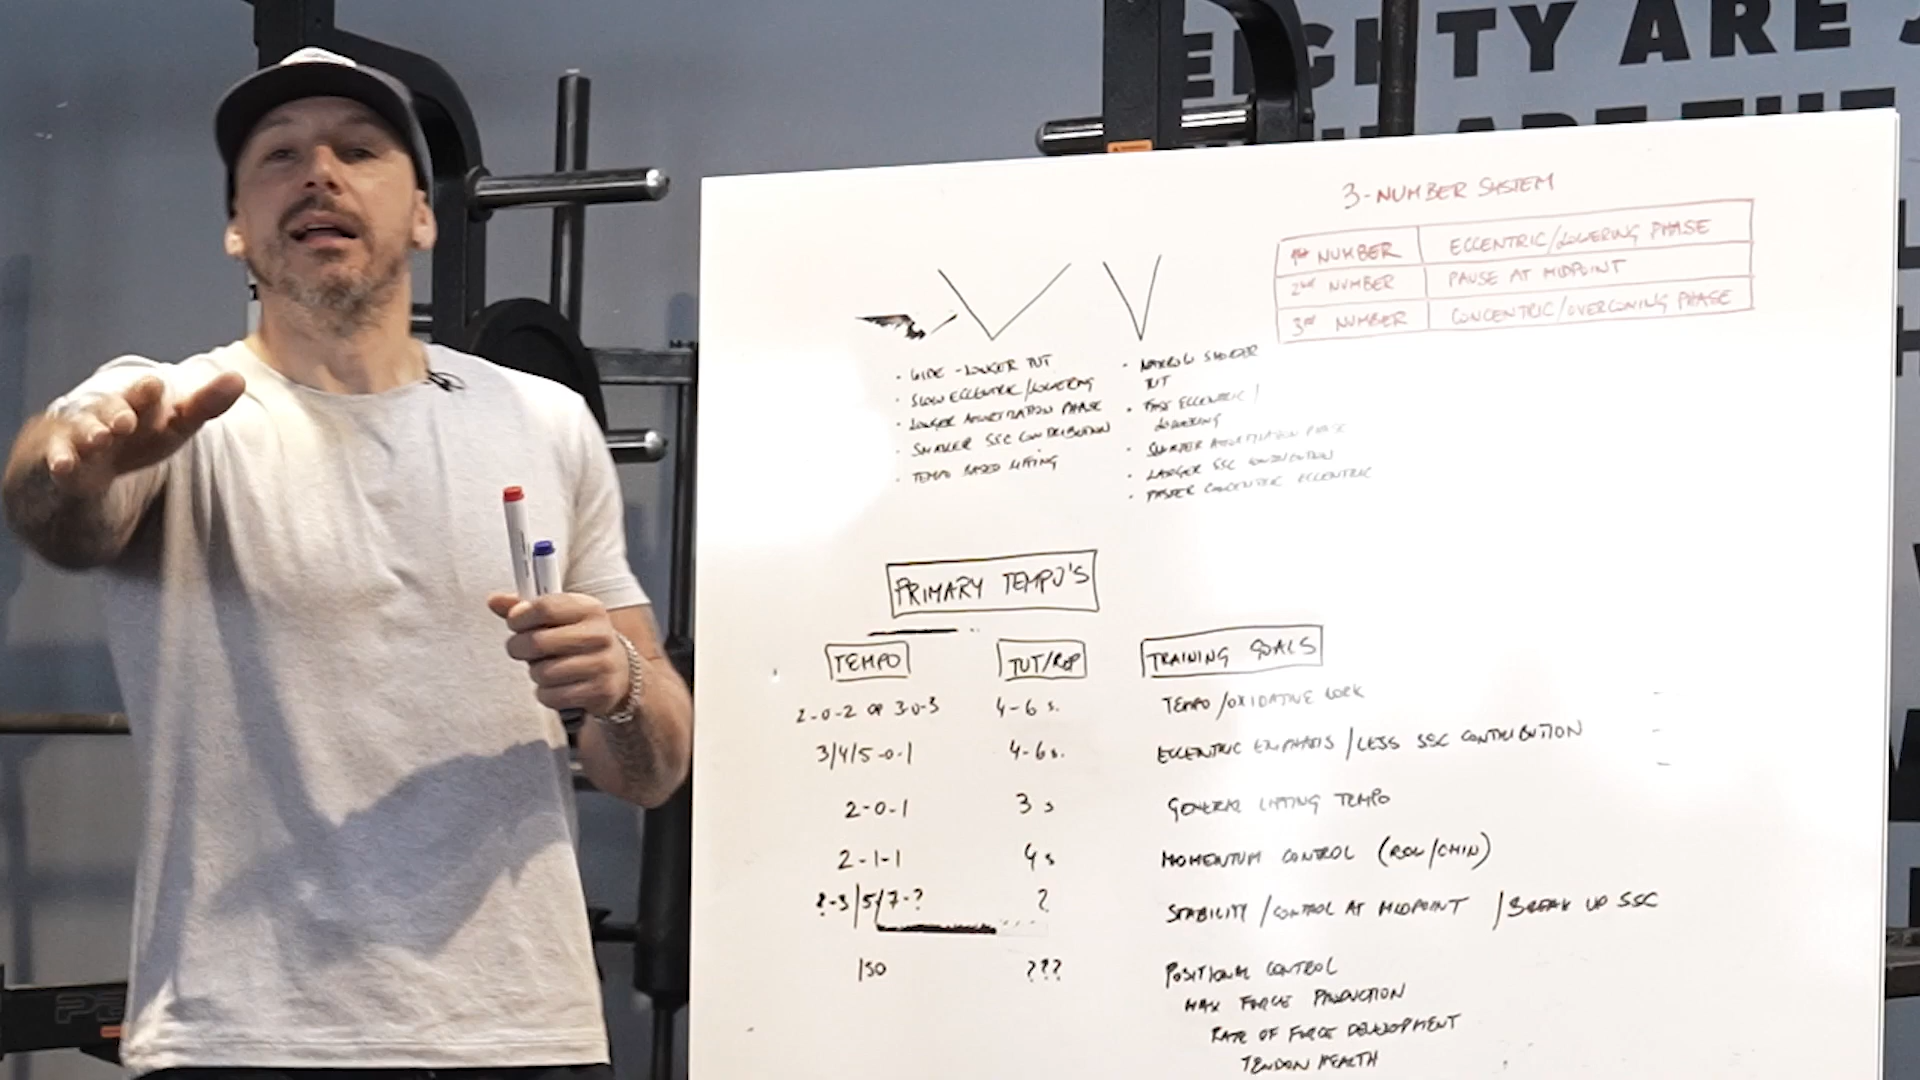 EIGHTY ARE
ARE THE
3-NUMBER SYSTEM
1ST NUMBER ECCENTRIC/LOWERING PHASE
2ND NUMBER PAUSE AT MIDPOINT
3RD NUMBER CONCENTRIC/OVERCOMING PHASE
• WIDE - LONGER TUT
• SLOW ECCENTRIC/LOWERING
• LONGER AMORTIZATION PHASE
• SMALLER SSC CONTRIBUTION
• TEMPO BASED LIFTING
• NARROW SHORTER
TUT
• FAST ECCENTRIC/
LOWERING
• SHORTER AMORTIZATION PHASE
• LARGER SSC CONTRIBUTION
• FASTER CONCENTRIC ECCENTRIC
PRIMARY TEMPO'S
TEMPO TUT/REP TRAINING GOALS
2-0-2 OR 3-0-3 4-6 s. TEMPO/OXIDATIVE WORK
3/4/5-0-1 4-6s. ECCENTRIC EMPHASIS/LESS SSC CONTRIBUTION
2-0-1 3 s GENERAL LIFTING TEMPO
2-1-1 4 s MOMENTUM CONTROL (ROW/CHIN)
?-3/5/7-? ? STABILITY/CONTROL AT MIDPOINT /BREAK UP SSC
ISO ??? POSITIONAL CONTROL
MAX FORCE PRODUCTION
RATE OF FORCE DEVELOPMENT
TENDON HEALTH